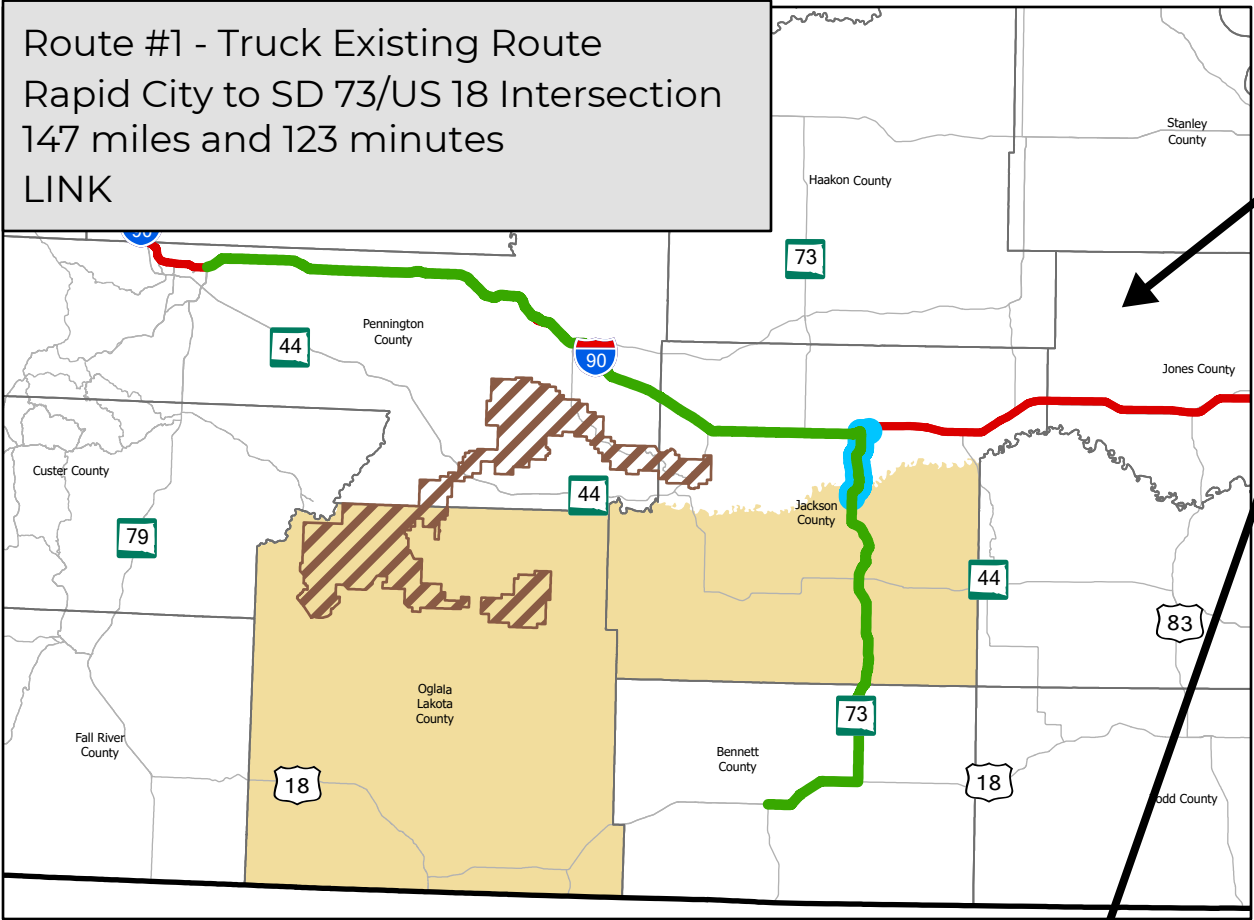 Route #1 - Truck Existing Route
Rapid City to SD 73/US 18 Intersection
147 miles and 123 minutes
LINK
Stanley
County
Haakon County
73
Pennington
County
44
90
Jones County
Custer County
44
Jackson
County
79
44
83
Oglala
Lakota
County
73
Fall River
County
Bennett
County
18
18
odd County